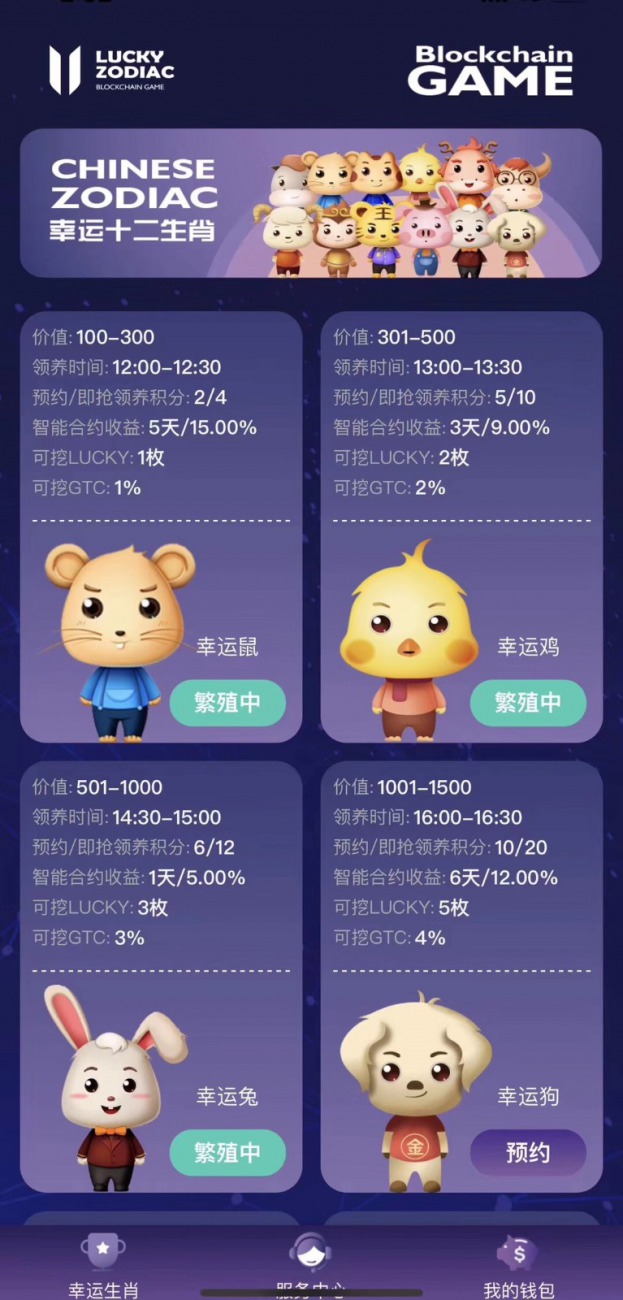 LUCKY
ZODIAC
BLOCKCHAIN GAME
Blockchain
GAME
CHINESE
ZODIAC
幸运十二生肖
价值: 100-300
领养时间: 12:00-12:30
预约/即抢领养积分: 2/4
智能合约收益: 5天/15.00%
可挖LUCKY: 1枚
可挖GTC: 1%
幸运鼠
繁殖中
价值: 301-500
领养时间: 13:00-13:30
预约/即抢领养积分: 5/10
智能合约收益: 3天/9.00%
可挖LUCKY: 2枚
可挖GTC: 2%
幸运鸡
繁殖中
价值: 501-1000
领养时间: 14:30-15:00
预约/即抢领养积分: 6/12
智能合约收益: 1天/5.00%
可挖LUCKY: 3枚
可挖GTC: 3%
幸运兔
繁殖中
价值: 1001-1500
领养时间: 16:00-16:30
预约/即抢领养积分: 10/20
智能合约收益: 6天/12.00%
可挖LUCKY: 5枚
可挖GTC: 4%
金
幸运狗
预约
幸运生肖
服务中心
我的钱包